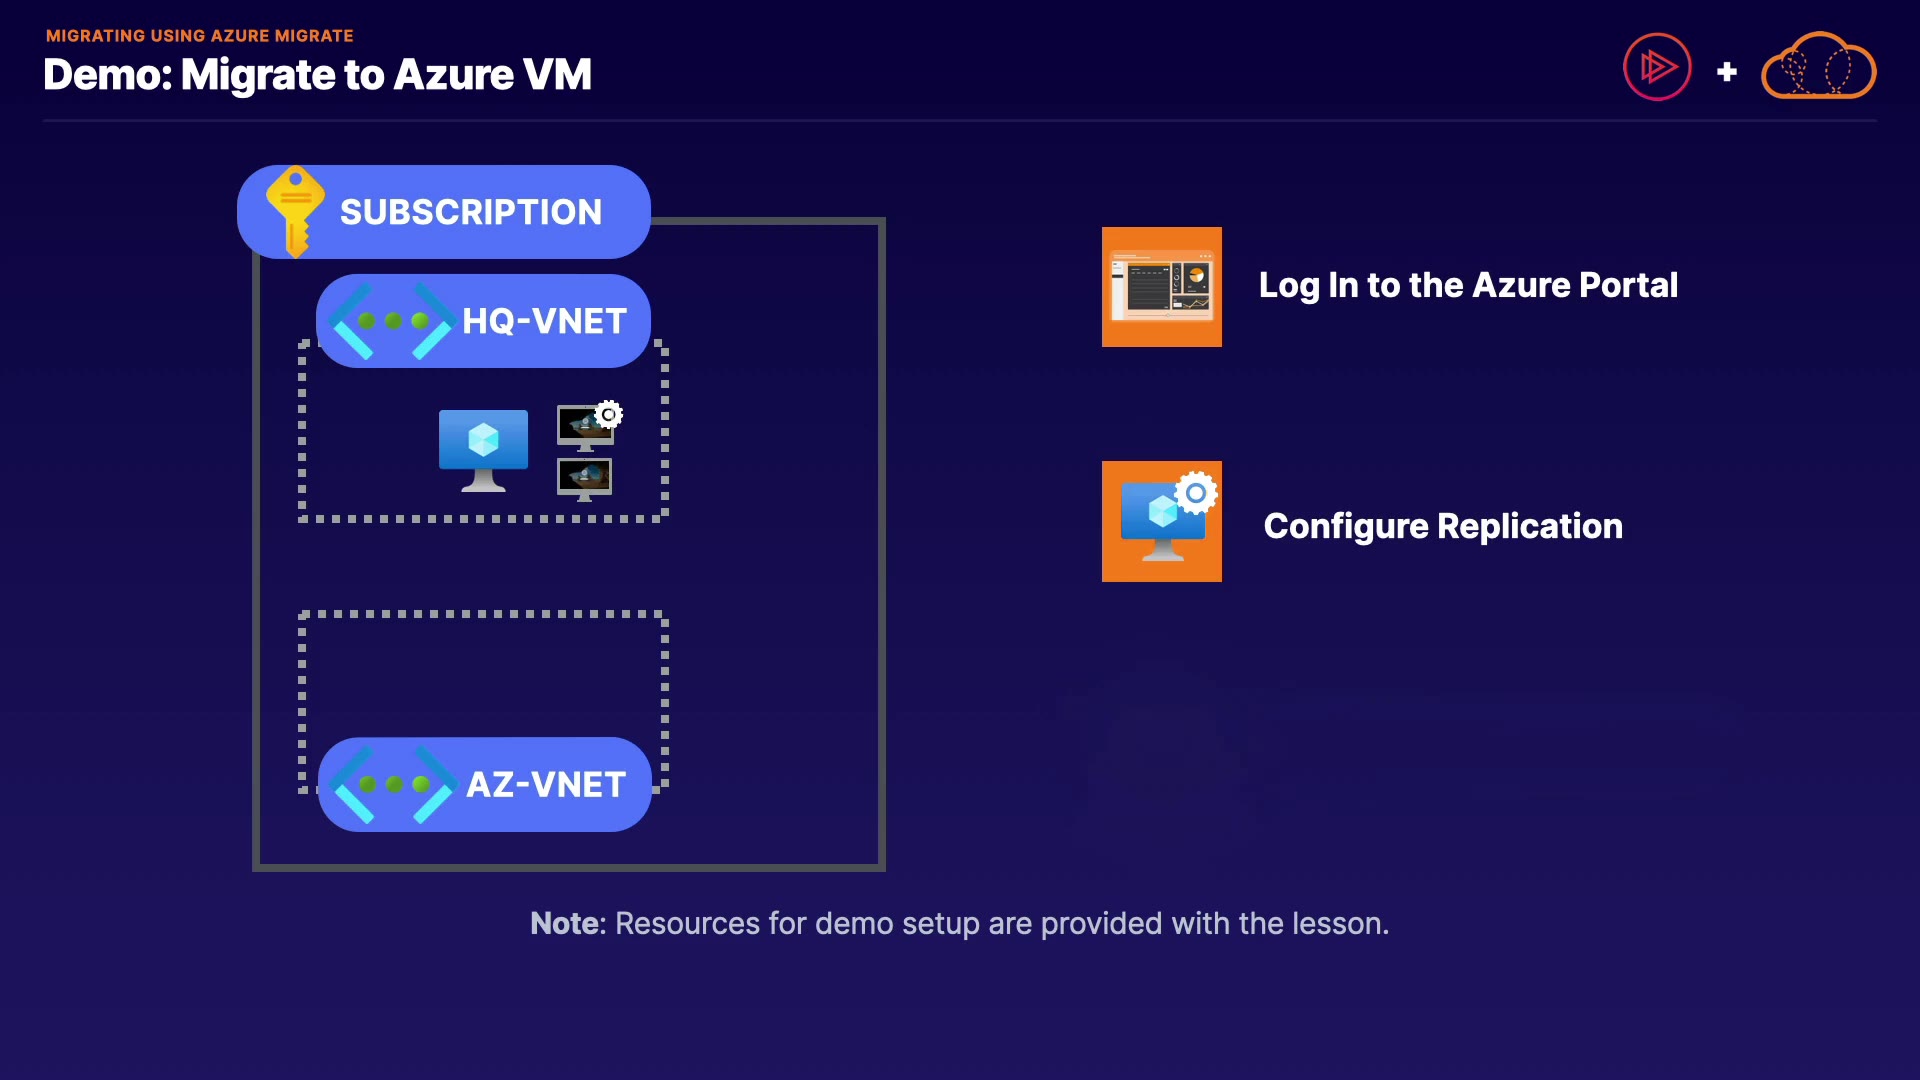 MIGRATING USING AZURE MIGRATE
Demo: Migrate to Azure VM
SUBSCRIPTION
HQ-VNET
AZ-VNET
Log In to the Azure Portal
Configure Replication
Note: Resources for demo setup are provided with the lesson.